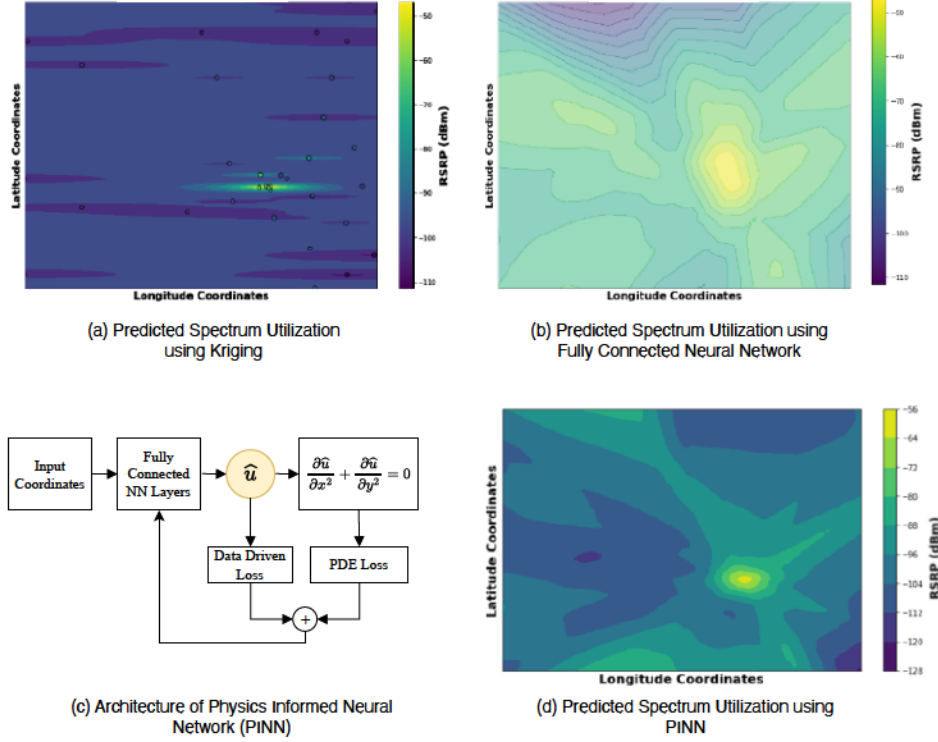 Latitude Coordinates
Longitude Coordinates
−50
−60
−70
−80
−90
−100
−110
RSRP (dBm)
(a) Predicted Spectrum Utilization
using Kriging
Latitude Coordinates
Longitude Coordinates
−50
−60
−70
−80
−90
−100
−110
RSRP (dBm)
(b) Predicted Spectrum Utilization using
Fully Connected Neural Network
Input
Coordinates
Fully
Connected
NN Layers
û
∂û/∂x² + ∂û/∂y² = 0
Data Driven
Loss
PDE Loss
+
(c) Architecture of Physics Informed Neural
Network (PINN)
Latitude Coordinates
Longitude Coordinates
−56
−64
−72
−80
−88
−96
−104
−112
−120
−128
RSRP (dBm)
(d) Predicted Spectrum Utilization using
PINN